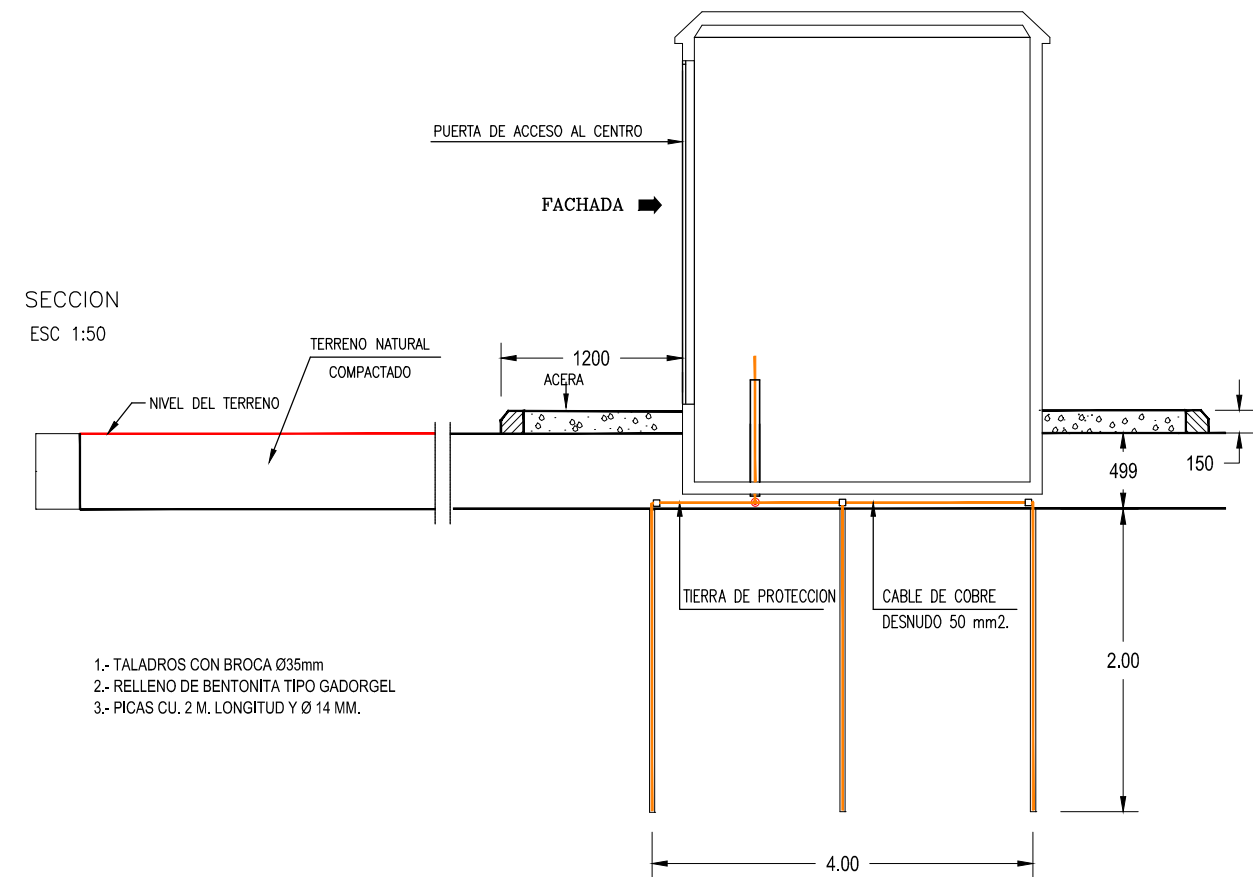 PUERTA DE ACCESO AL CENTRO
FACHADA
SECCION
ESC 1:50
TERRENO NATURAL
COMPACTADO
1200
ACERA
NIVEL DEL TERRENO
499
150
TIERRA DE PROTECCION
CABLE DE COBRE
DESNUDO 50 mm2.
2.00
1.- TALADROS CON BROCA Ø35mm
2.- RELLENO DE BENTONITA TIPO GADORGEL
3.- PICAS CU. 2 M. LONGITUD Y Ø 14 MM.
4.00